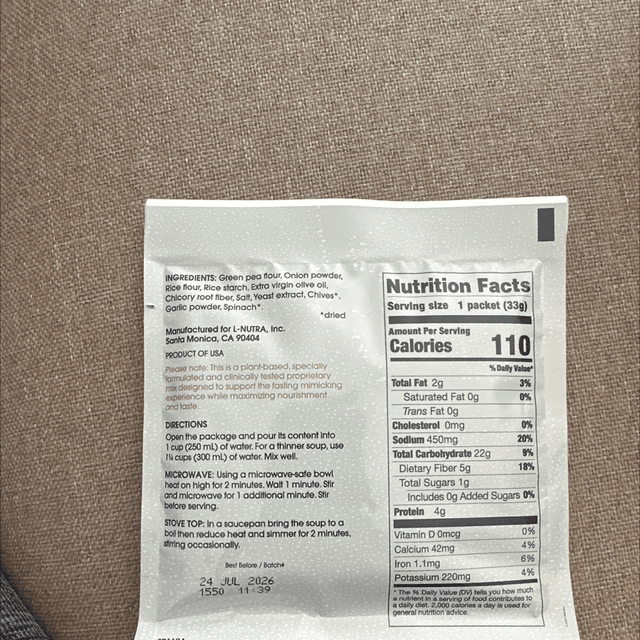 INGREDIENTS: Green pea flour, Onion powder,
Rice flour, Rice starch, Extra virgin olive oil,
Chicory root fiber, Salt, Yeast extract, Chives*,
Garlic powder, Spinach*.
*dried
Manufactured for L-NUTRA, Inc.
Santa Monica, CA 90404
PRODUCT OF USA
Please note: This is a plant-based, specially
formulated and clinically tested proprietary
mix designed to support the fasting mimicking
experience while maximizing nourishment
and taste.
DIRECTIONS
Open the package and pour its content into
1 cup (250 mL) of water. For a thinner soup, use
1¼ cups (300 mL) of water. Mix well.
MICROWAVE: Using a microwave-safe bowl
heat on high for 2 minutes. Wait 1 minute. Stir
and microwave for 1 additional minute. Stir
before serving.
STOVE TOP: In a saucepan bring the soup to a
boil then reduce heat and simmer for 2 minutes,
stirring occasionally.
Best Before / Batch#
24 JUL 2026
1550 11:39
Nutrition Facts
Serving size 1 packet (33g)
Amount Per Serving
Calories 110
% Daily Value*
Total Fat 2g 3%
Saturated Fat 0g 0%
Trans Fat 0g
Cholesterol 0mg 0%
Sodium 450mg 20%
Total Carbohydrate 22g 9%
Dietary Fiber 5g 18%
Total Sugars 1g
Includes 0g Added Sugars 0%
Protein 4g
Vitamin D 0mcg 0%
Calcium 42mg 4%
Iron 1.1mg 6%
Potassium 220mg 4%
* The % Daily Value (DV) tells you how much
a nutrient in a serving of food contributes to
a daily diet. 2,000 calories a day is used for
general nutrition advice.